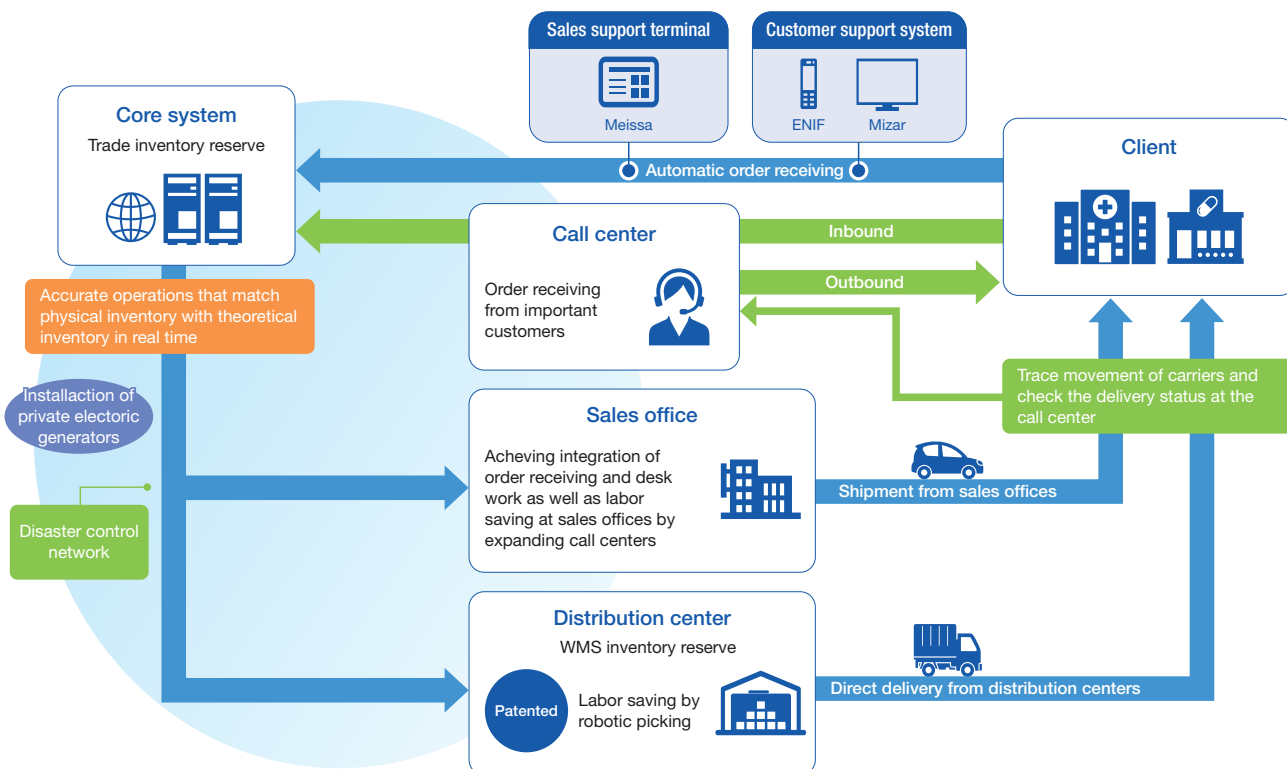 Sales support terminal
Meissa
Customer support system
ENIF
Mizar
Core system
Trade inventory reserve
Client
Automatic order receiving
Call center
Order receiving
from important
customers
Inbound
Outbound
Accurate operations that match
physical inventory with theoretical
inventory in real time
Trace movement of carriers and
check the delivery status at the
call center
Installaction of
private electoric
generators
Disaster control
network
Sales office
Acheving integration of
order receiving and desk
work as well as labor
saving at sales offices by
expanding call centers
Shipment from sales offices
Distribution center
WMS inventory reserve
Patented
Labor saving by
robotic picking
Direct delivery from distribution centers